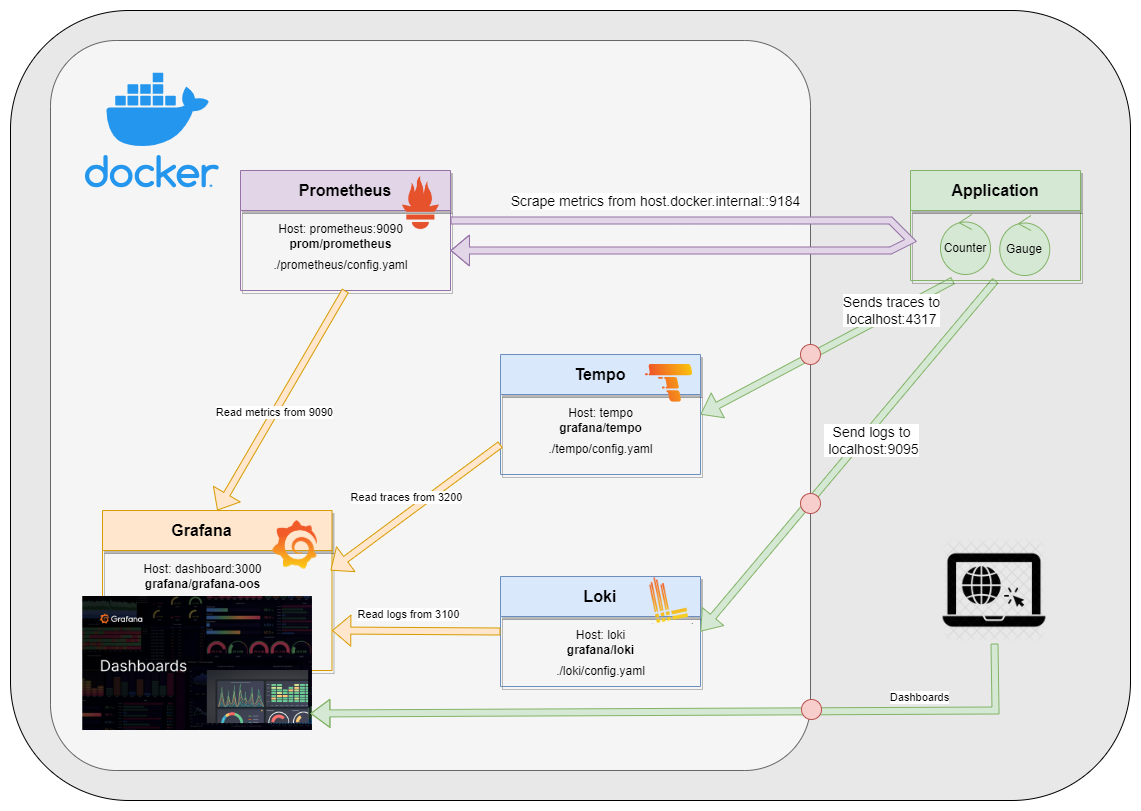 docker
Prometheus
Host: prometheus:9090
prom/prometheus
./prometheus/config.yaml
Scrape metrics from host.docker.internal::9184
Application
Counter
Gauge
Sends traces to
localhost:4317
Tempo
Host: tempo
grafana/tempo
./tempo/config.yaml
Read metrics from 9090
Send logs to
localhost:9095
Read traces from 3200
Grafana
Host: dashboard:3000
grafana/grafana-oos
Grafana
Dashboards
Read logs from 3100
Loki
Host: loki
grafana/loki
./loki/config.yaml
Dashboards